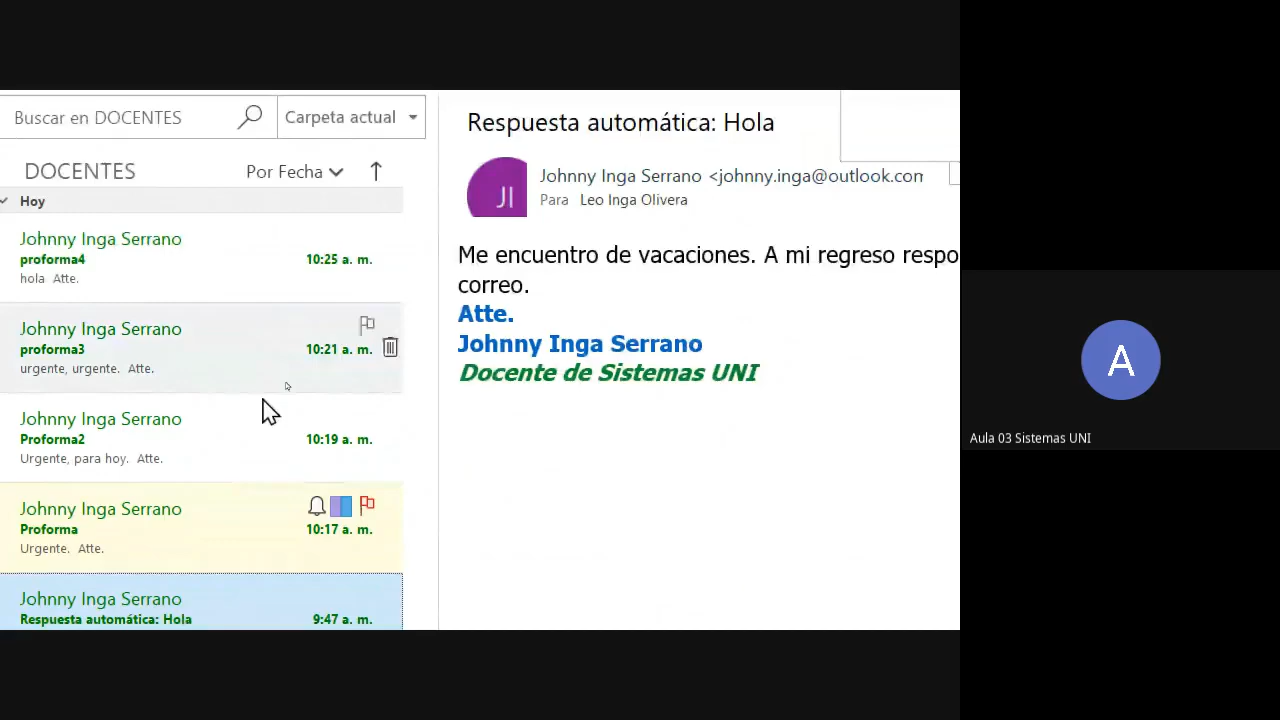 Buscar en DOCENTES
Carpeta actual
DOCENTES
Por Fecha
Hoy
Johnny Inga Serrano
proforma4
10:25 a. m.
hola Atte.
Johnny Inga Serrano
proforma3
10:21 a. m.
urgente, urgente. Atte.
Johnny Inga Serrano
Proforma2
10:19 a. m.
Urgente, para hoy. Atte.
Johnny Inga Serrano
Proforma
10:17 a. m.
Urgente. Atte.
Johnny Inga Serrano
Respuesta automática: Hola
9:47 a. m.
Respuesta automática: Hola
JI
Johnny Inga Serrano <johnny.inga@outlook.con
Para Leo Inga Olivera
Me encuentro de vacaciones. A mi regreso respo
correo.
Atte.
Johnny Inga Serrano
Docente de Sistemas UNI
A
Aula 03 Sistemas UNI